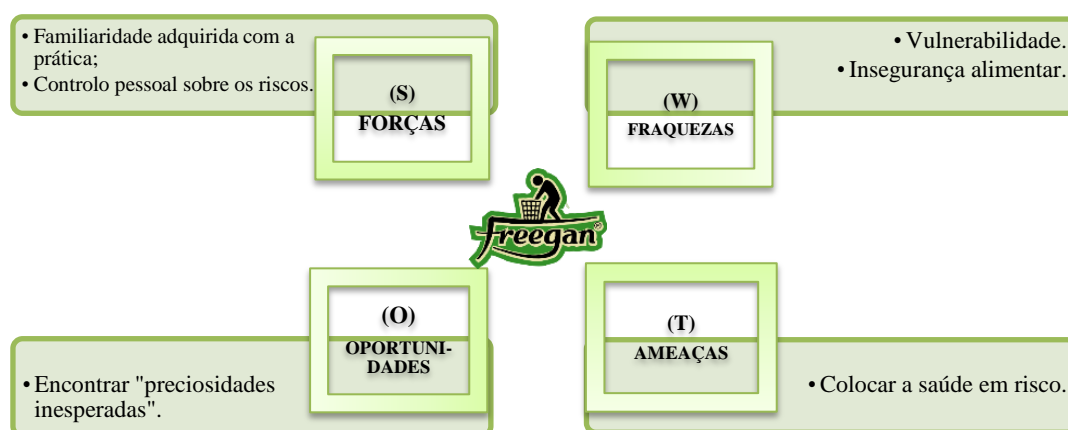 • Familiaridade adquirida com a
prática;
• Controlo pessoal sobre os riscos.
(S)
FORÇAS
• Vulnerabilidade.
• Insegurança alimentar.
(W)
FRAQUEZAS
freegan®
(O)
OPORTUNI-
DADES
• Encontrar "preciosidades
inesperadas".
(T)
AMEAÇAS
• Colocar a saúde em risco.